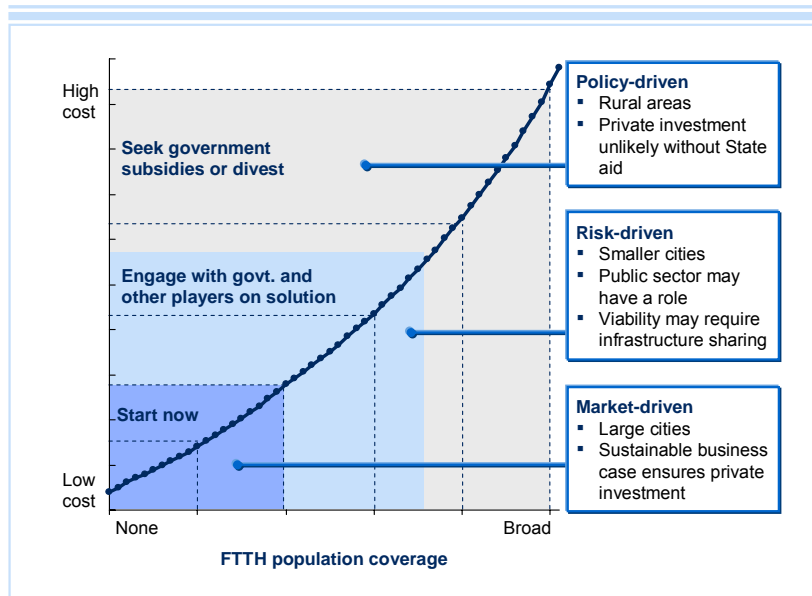 High
cost
Seek government
subsidies or divest
Engage with govt. and
other players on solution
Start now
Low
cost
None
Broad
FTTH population coverage
Policy-driven
▪ Rural areas
▪ Private investment
unlikely without State
aid
Risk-driven
▪ Smaller cities
▪ Public sector may
have a role
▪ Viability may require
infrastructure sharing
Market-driven
▪ Large cities
▪ Sustainable business
case ensures private
investment